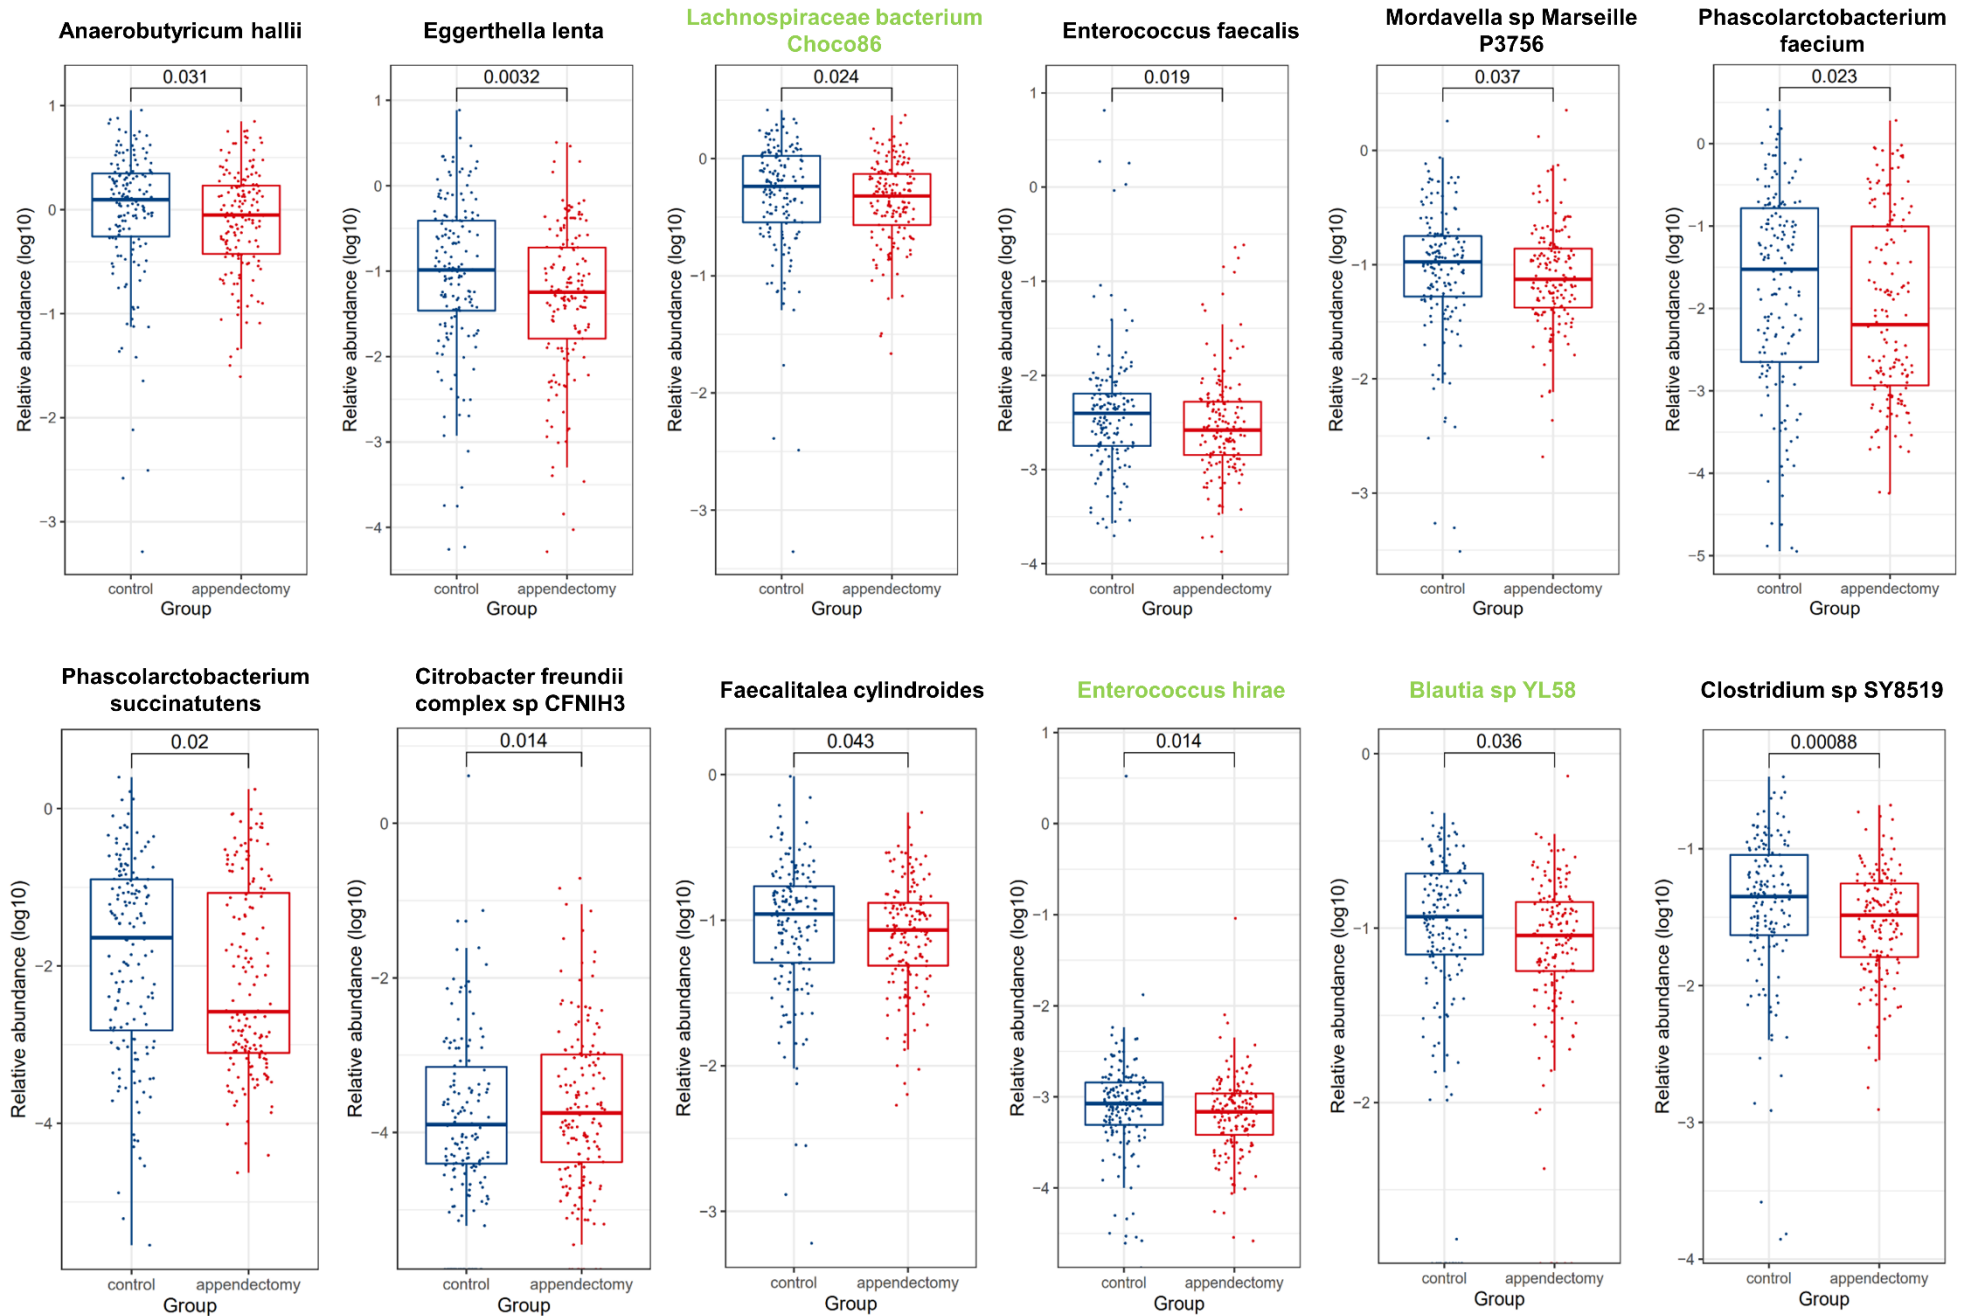 Anaerobutyricum hallii
0.031
Relative abundance (log10)
1
0
−1
−2
−3
control appendectomy
Group
Eggerthella lenta
0.0032
Relative abundance (log10)
1
0
−1
−2
−3
−4
control appendectomy
Group
Lachnospiraceae bacterium
Choco86
0.024
Relative abundance (log10)
0
−1
−2
−3
control appendectomy
Group
Enterococcus faecalis
0.019
Relative abundance (log10)
1
0
−1
−2
−3
−4
control appendectomy
Group
Mordavella sp Marseille
P3756
0.037
Relative abundance (log10)
0
−1
−2
−3
control appendectomy
Group
Phascolarctobacterium
faecium
0.023
Relative abundance (log10)
0
−1
−2
−3
−4
−5
control appendectomy
Group
Phascolarctobacterium
succinatutens
0.02
Relative abundance (log10)
0
−2
−4
control appendectomy
Group
Citrobacter freundii
complex sp CFNIH3
0.014
Relative abundance (log10)
0
−2
−4
control appendectomy
Group
Faecalitalea cylindroides
0.043
Relative abundance (log10)
0
−1
−2
−3
control appendectomy
Group
Enterococcus hirae
0.014
Relative abundance (log10)
1
0
−1
−2
−3
−4
control appendectomy
Group
Blautia sp YL58
0.036
Relative abundance (log10)
0
−1
−2
control appendectomy
Group
Clostridium sp SY8519
0.00088
Relative abundance (log10)
−1
−2
−3
−4
control appendectomy
Group